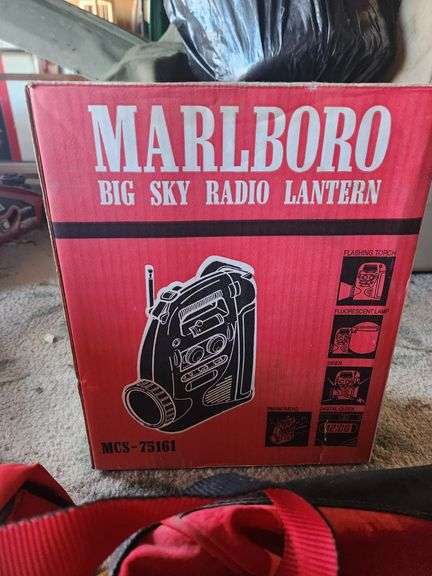 MARLBORO
BIG SKY RADIO LANTERN
FLASHING TORCH
FLUORESCENT LAMP
SIREN
DIGITAL CLOCK
MCS-75161